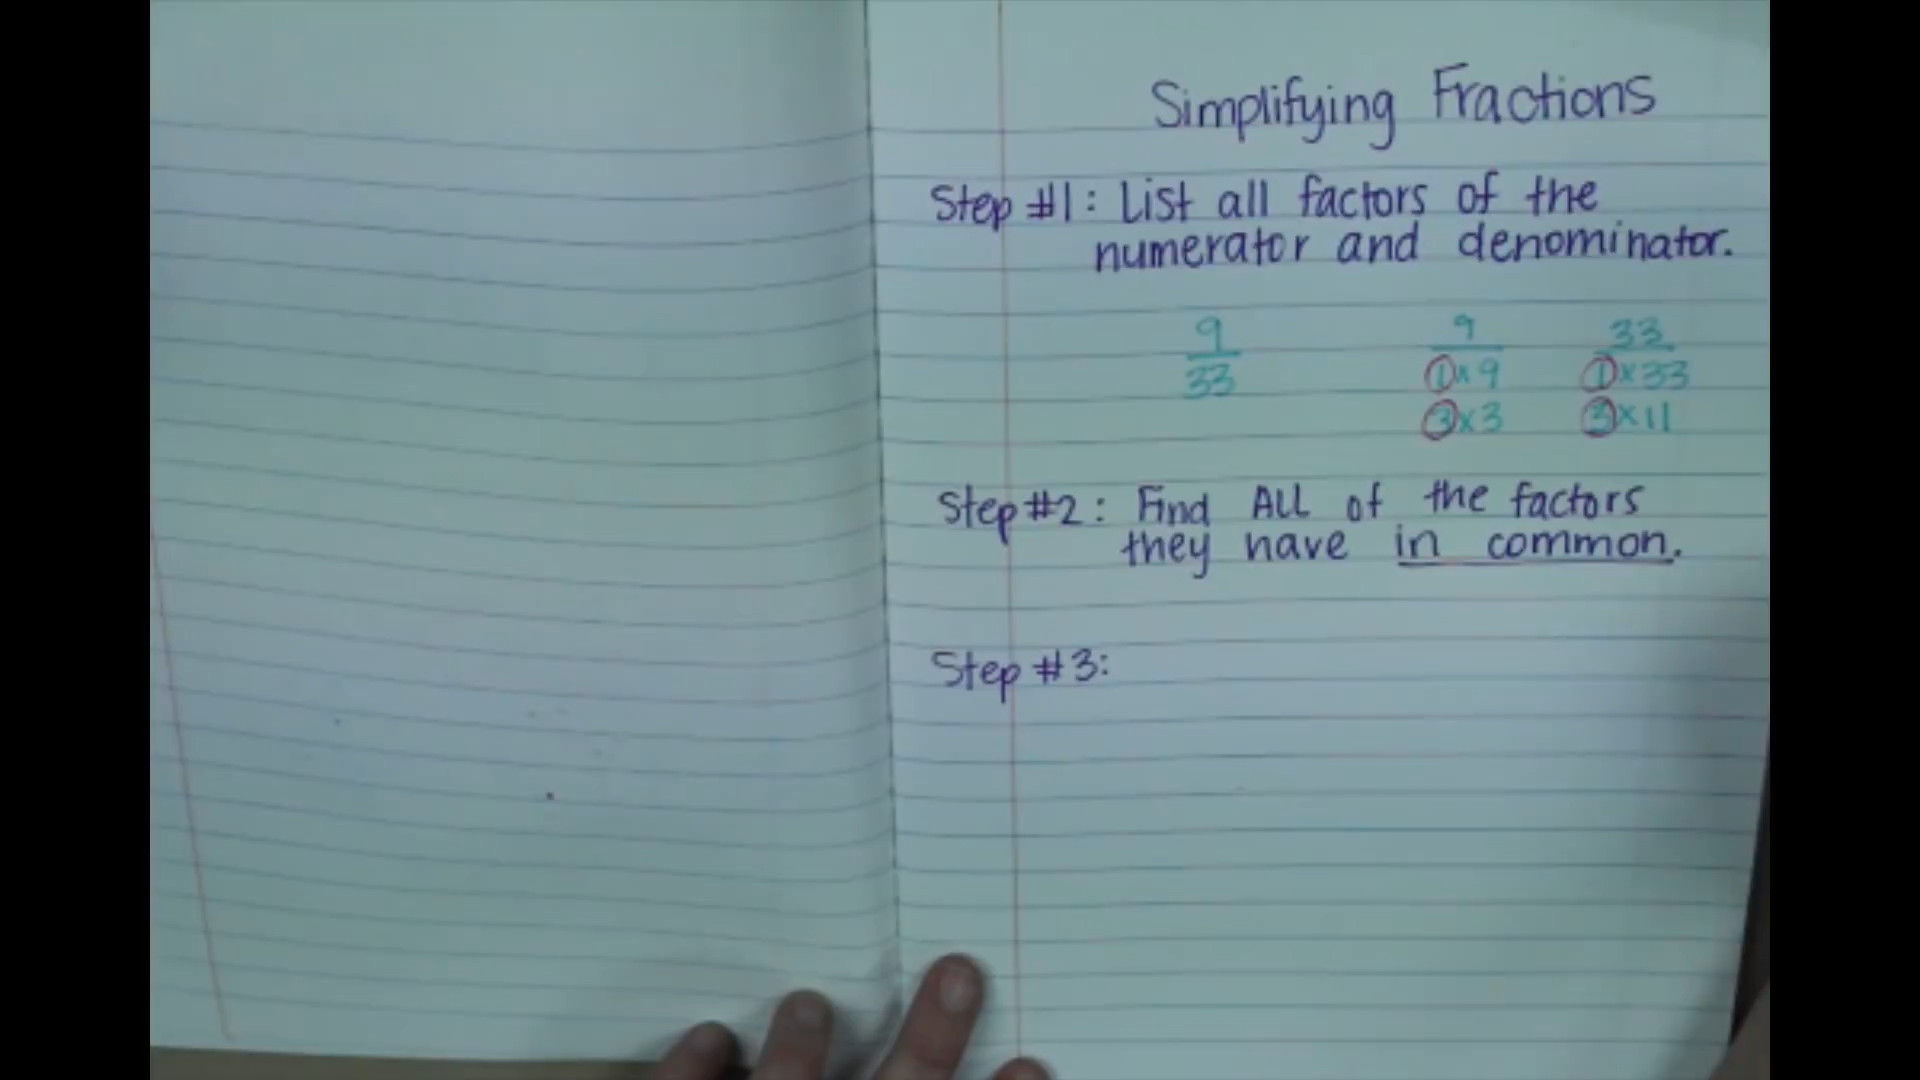 Simplifying Fractions
Step #1: List all factors of the
numerator and denominator.
9 9 33
33 1x9 1x33
3x3 3x11
Step #2: Find ALL of the factors
they have in common.
Step #3: